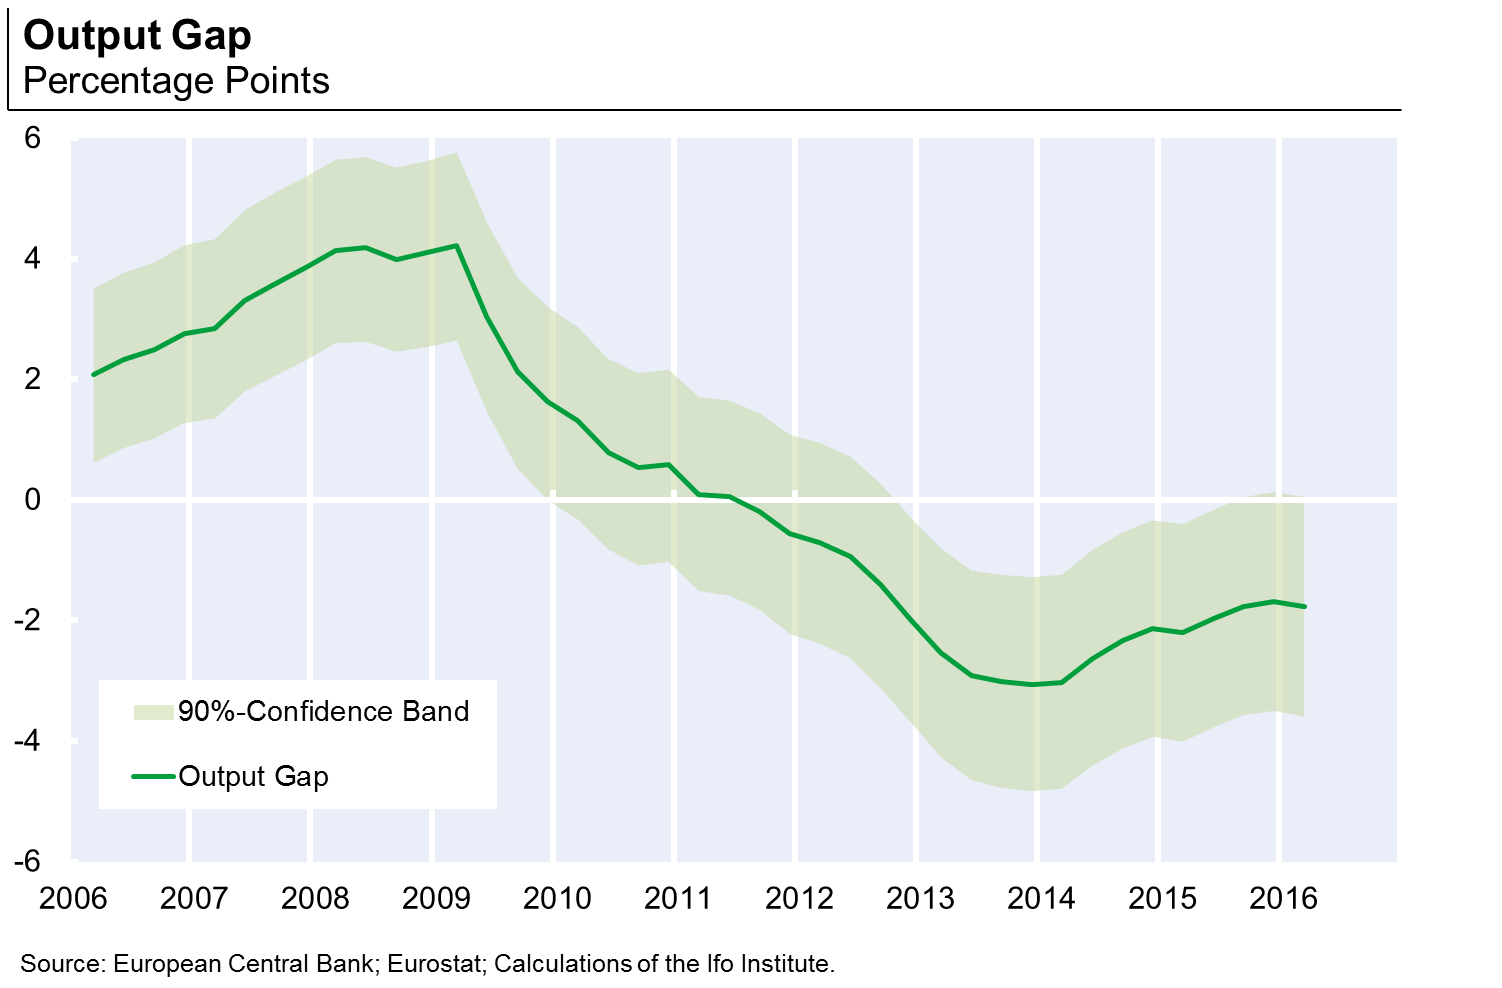 Output Gap
Percentage Points
6
4
2
0
-2
-4
-6
90%-Confidence Band
Output Gap
2006 2007 2008 2009 2010 2011 2012 2013 2014 2015 2016
Source: European Central Bank; Eurostat; Calculations of the Ifo Institute.